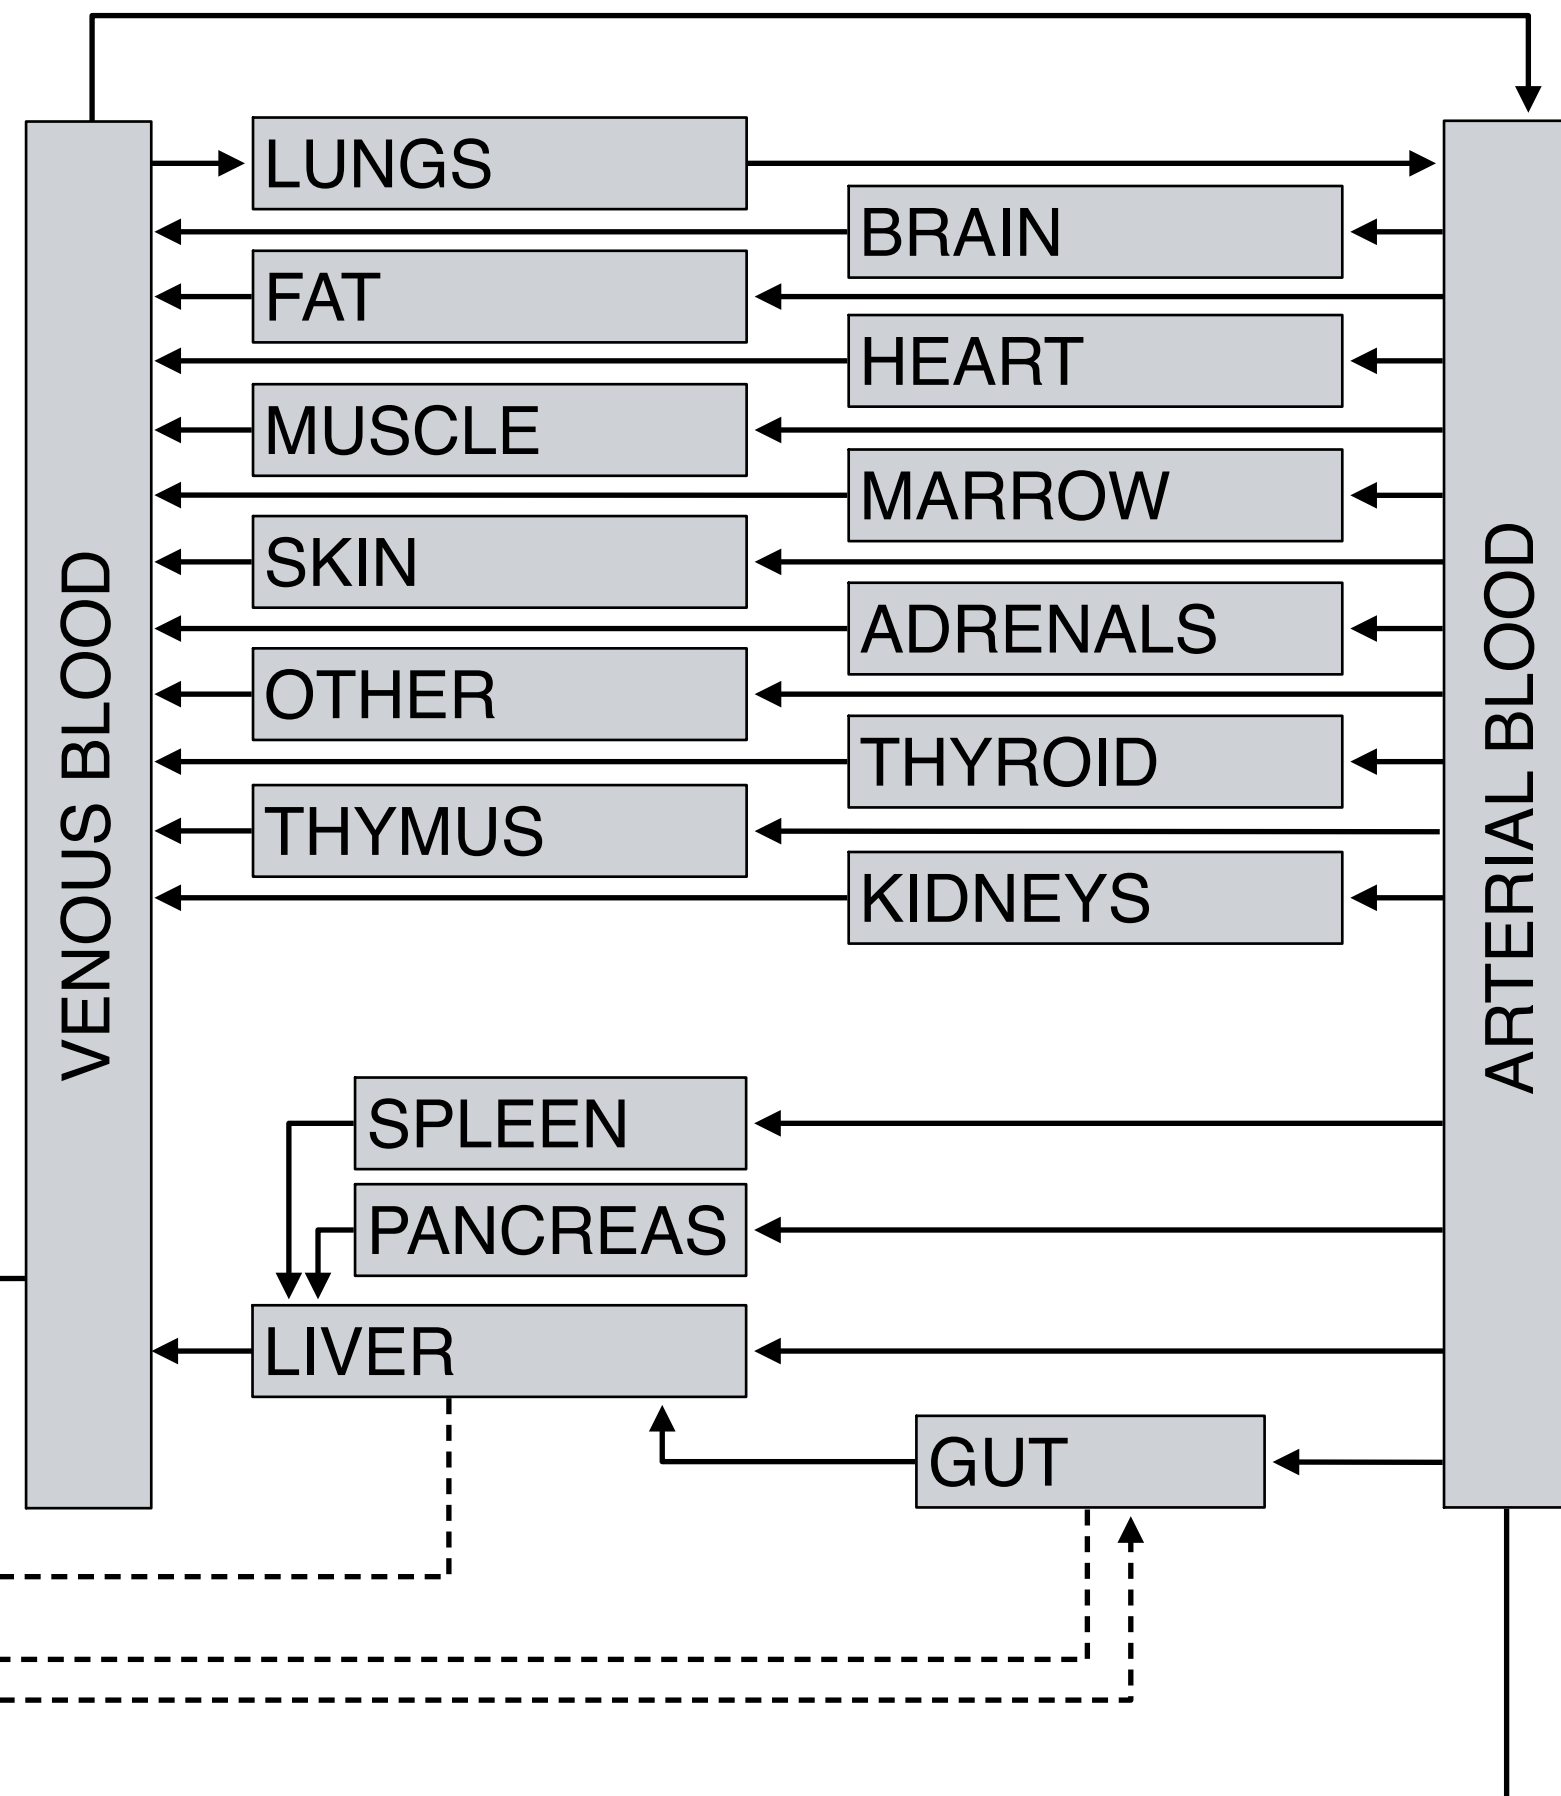 LUNGS
BRAIN
FAT
HEART
MUSCLE
MARROW
SKIN
ADRENALS
OTHER
THYROID
THYMUS
KIDNEYS
VENOUS BLOOD
ARTERIAL BLOOD
SPLEEN
PANCREAS
LIVER
GUT